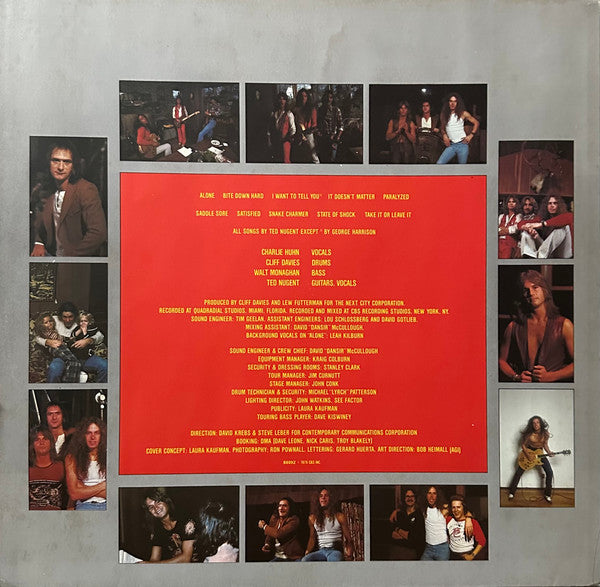 ALONE BITE DOWN HARD I WANT TO TELL YOU* IT DOESN'T MATTER PARALYZED
SADDLE SORE SATISFIED SNAKE CHARMER STATE OF SHOCK TAKE IT OR LEAVE IT
ALL SONGS BY TED NUGENT EXCEPT * BY GEORGE HARRISON
CHARLIE HUHN VOCALS
CLIFF DAVIES DRUMS
WALT MONAGHAN BASS
TED NUGENT GUITARS, VOCALS
PRODUCED BY CLIFF DAVIES AND LEW FUTTERMAN FOR THE NEXT CITY CORPORATION.
RECORDED AT QUADRADIAL STUDIOS, MIAMI, FLORIDA. RECORDED AND MIXED AT CBS RECORDING STUDIOS, NEW YORK, NY.
SOUND ENGINEER: TIM GEELAN. ASSISTANT ENGINEERS: LOU SCHLOSSBERG AND DAVID GOTLIEB.
MIXING ASSISTANT: DAVID "DANSIR" McCULLOUGH.
BACKGROUND VOCALS ON "ALONE": LEAH KILBURN
SOUND ENGINEER & CREW CHIEF: DAVID "DANSIR" McCULLOUGH
EQUIPMENT MANAGER: KRAIG COLBURN
SECURITY & DRESSING ROOMS: STANLEY CLARK
TOUR MANAGER: JIM CURNUTT
STAGE MANAGER: JOHN CONK
DRUM TECHNICIAN & SECURITY: MICHAEL "LYRCH" PATTERSON
LIGHTING DIRECTOR: JOHN WATKINS, SEE FACTOR
PUBLICITY: LAURA KAUFMAN
TOURING BASS PLAYER: DAVE KISWINEY
DIRECTION: DAVID KREBS & STEVE LEBER FOR CONTEMPORARY COMMUNICATIONS CORPORATION
BOOKING: DMA (DAVE LEONE, NICK CARIS, TROY BLAKELY)
COVER CONCEPT: LAURA KAUFMAN. PHOTOGRAPHY: RON POWNALL. LETTERING: GERARD HUERTA. ART DIRECTION: BOB HEIMALL (AGI)
1979 CBS INC.